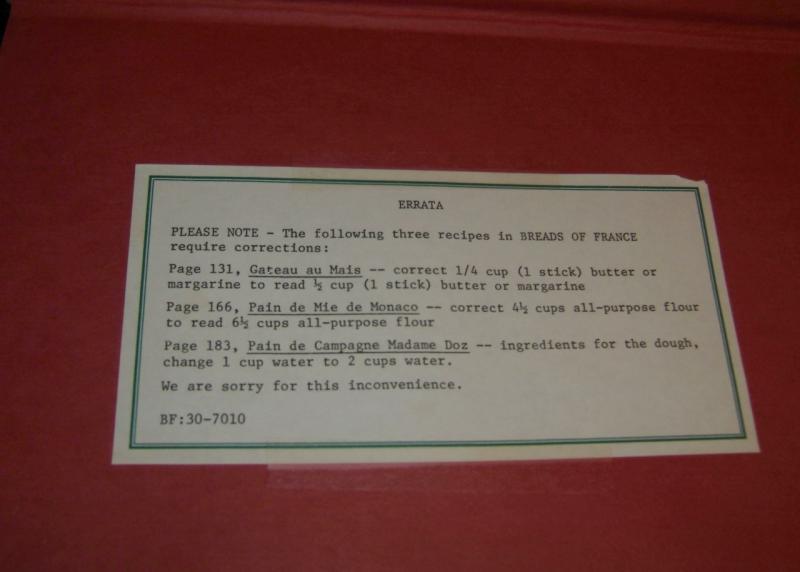 ERRATA
PLEASE NOTE - The following three recipes in BREADS OF FRANCE
require corrections:
Page 131, Gateau au Mais -- correct 1/4 cup (1 stick) butter or
margarine to read ½ cup (1 stick) butter or margarine
Page 166, Pain de Mie de Monaco -- correct 4½ cups all-purpose flour
to read 6½ cups all-purpose flour
Page 183, Pain de Campagne Madame Doz -- ingredients for the dough,
change 1 cup water to 2 cups water.
We are sorry for this inconvenience.
BF:30-7010